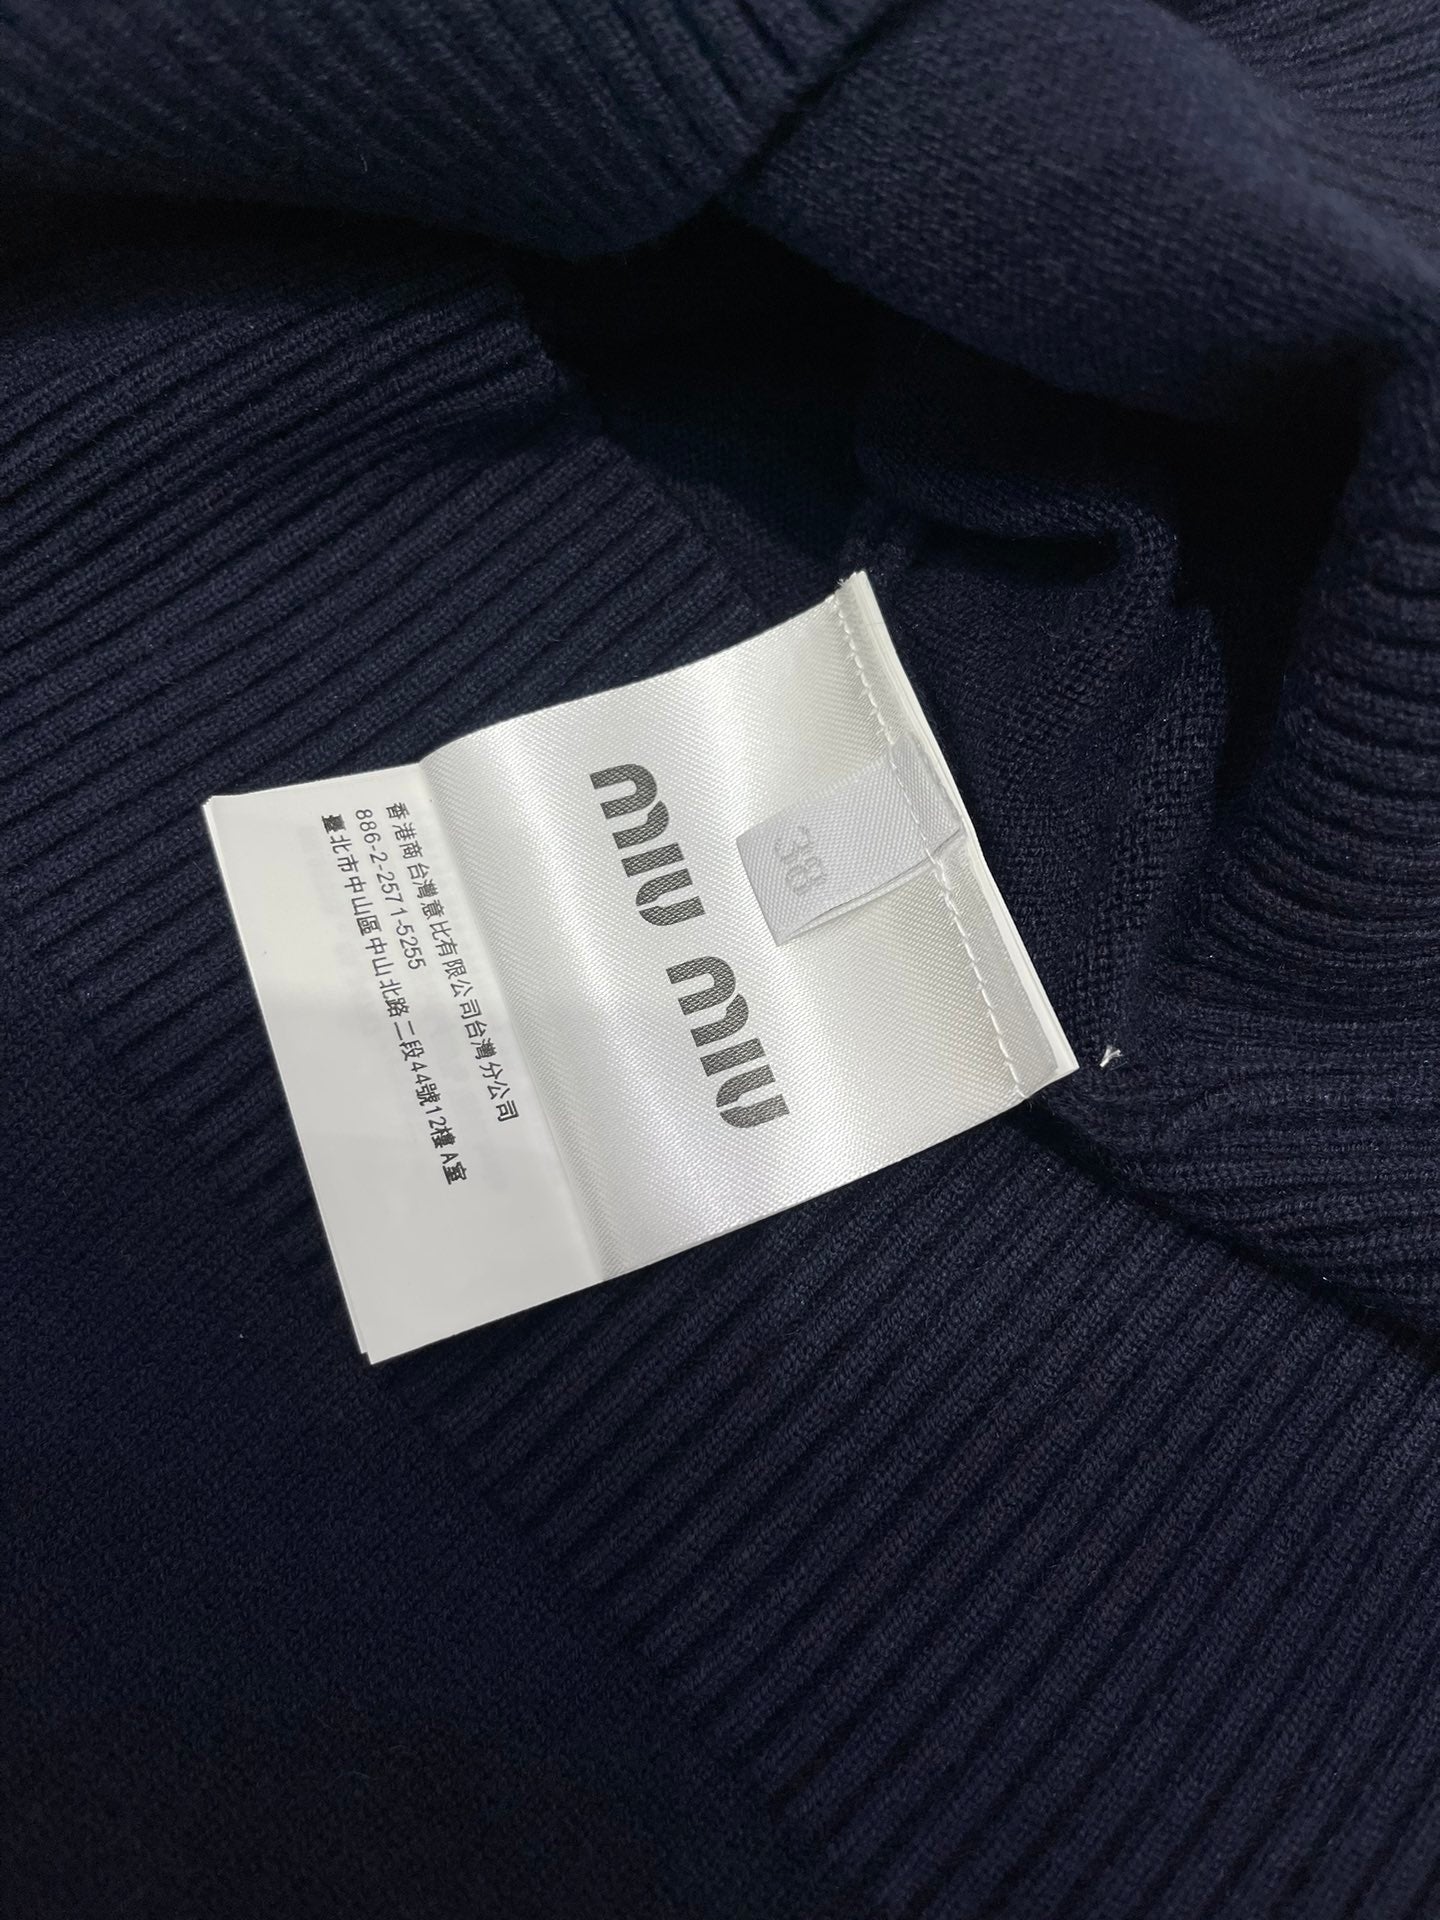 miu miu
香港商台灣意比有限公司台灣分公司
886-2-2571-5255
臺北市中山區中山北路二段44號12樓A室